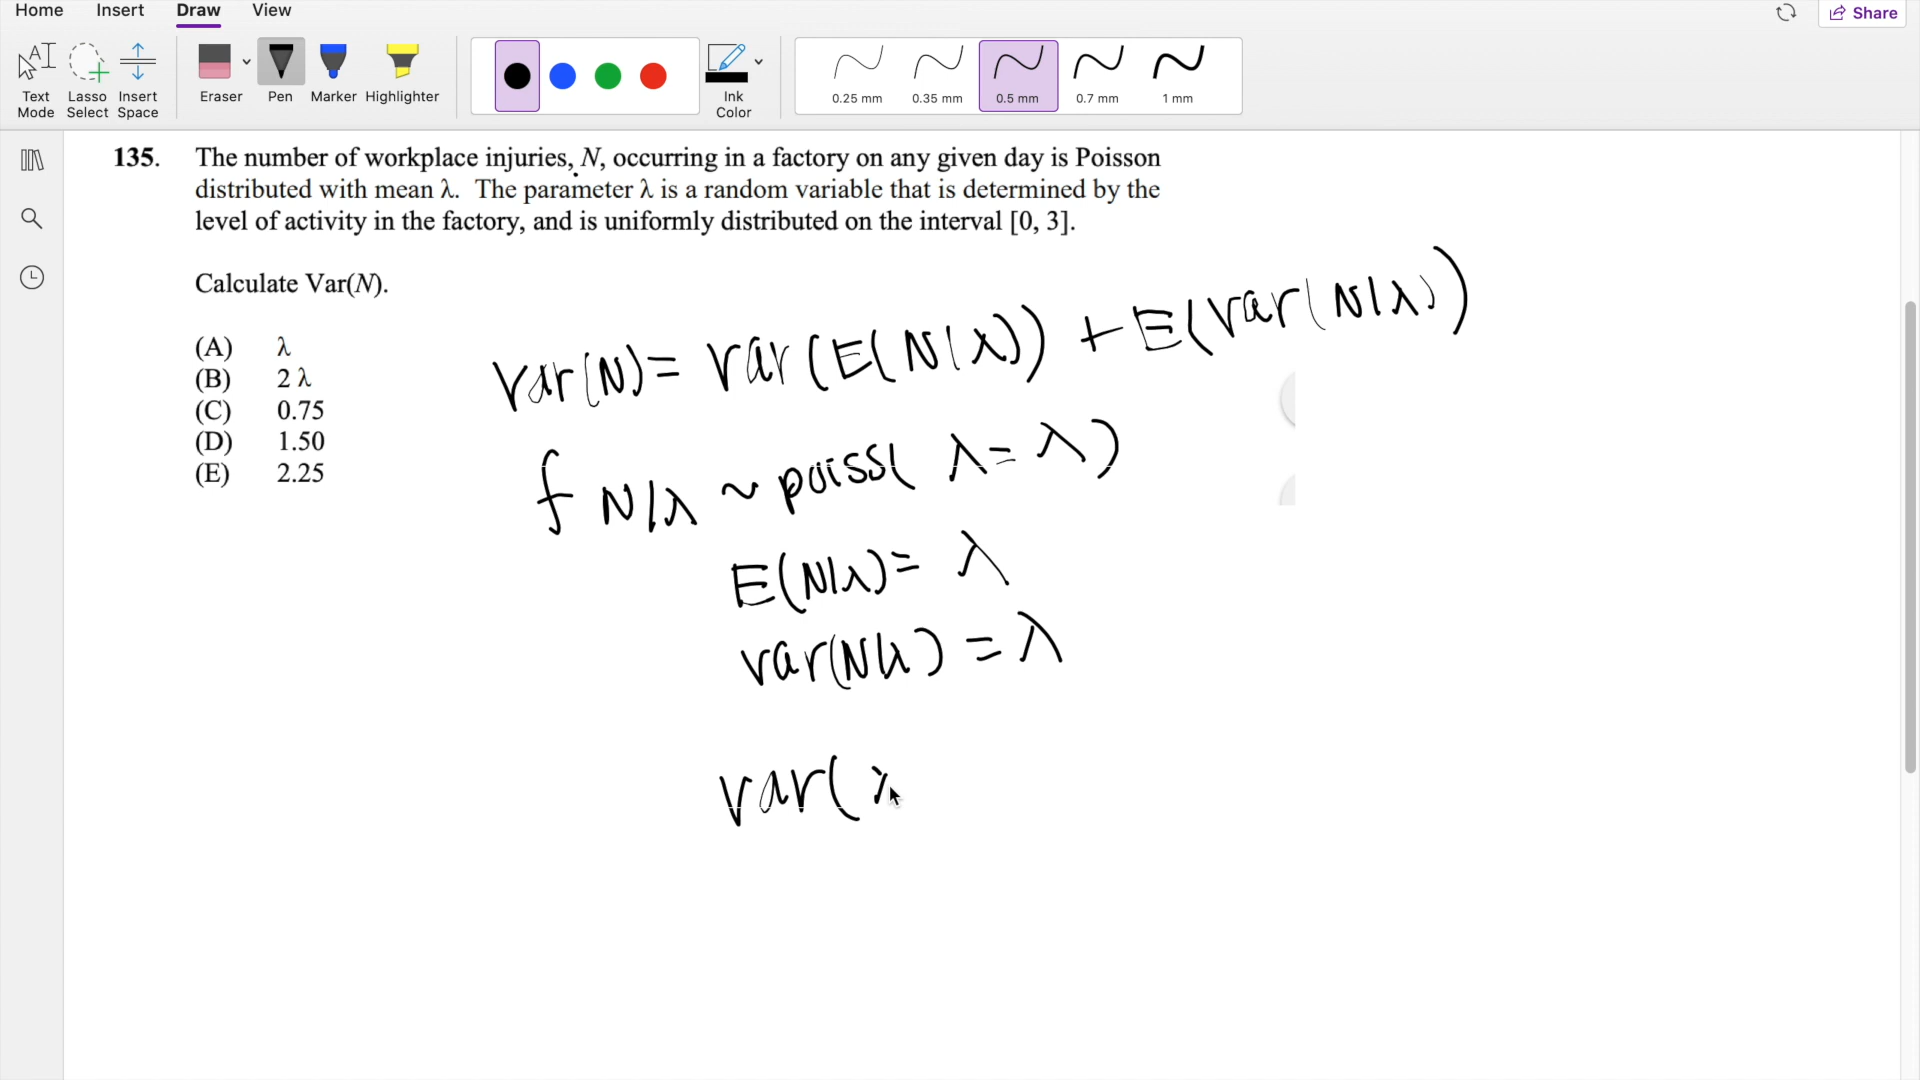 Home Insert Draw View Share
Text Mode Lasso Select Insert Space Eraser Pen Marker Highlighter Ink Color 0.25 mm 0.35 mm 0.5 mm 0.7 mm 1 mm
135. The number of workplace injuries, N, occurring in a factory on any given day is Poisson
distributed with mean λ. The parameter λ is a random variable that is determined by the
level of activity in the factory, and is uniformly distributed on the interval [0, 3].
Calculate Var(N).
(A) λ
(B) 2 λ
(C) 0.75
(D) 1.50
(E) 2.25
Var(N) = Var(E(N|λ)) + E(Var(N|λ))
f N|λ ~ poiss( λ = λ )
E(N|λ) = λ
var(N|λ) = λ
var( λ